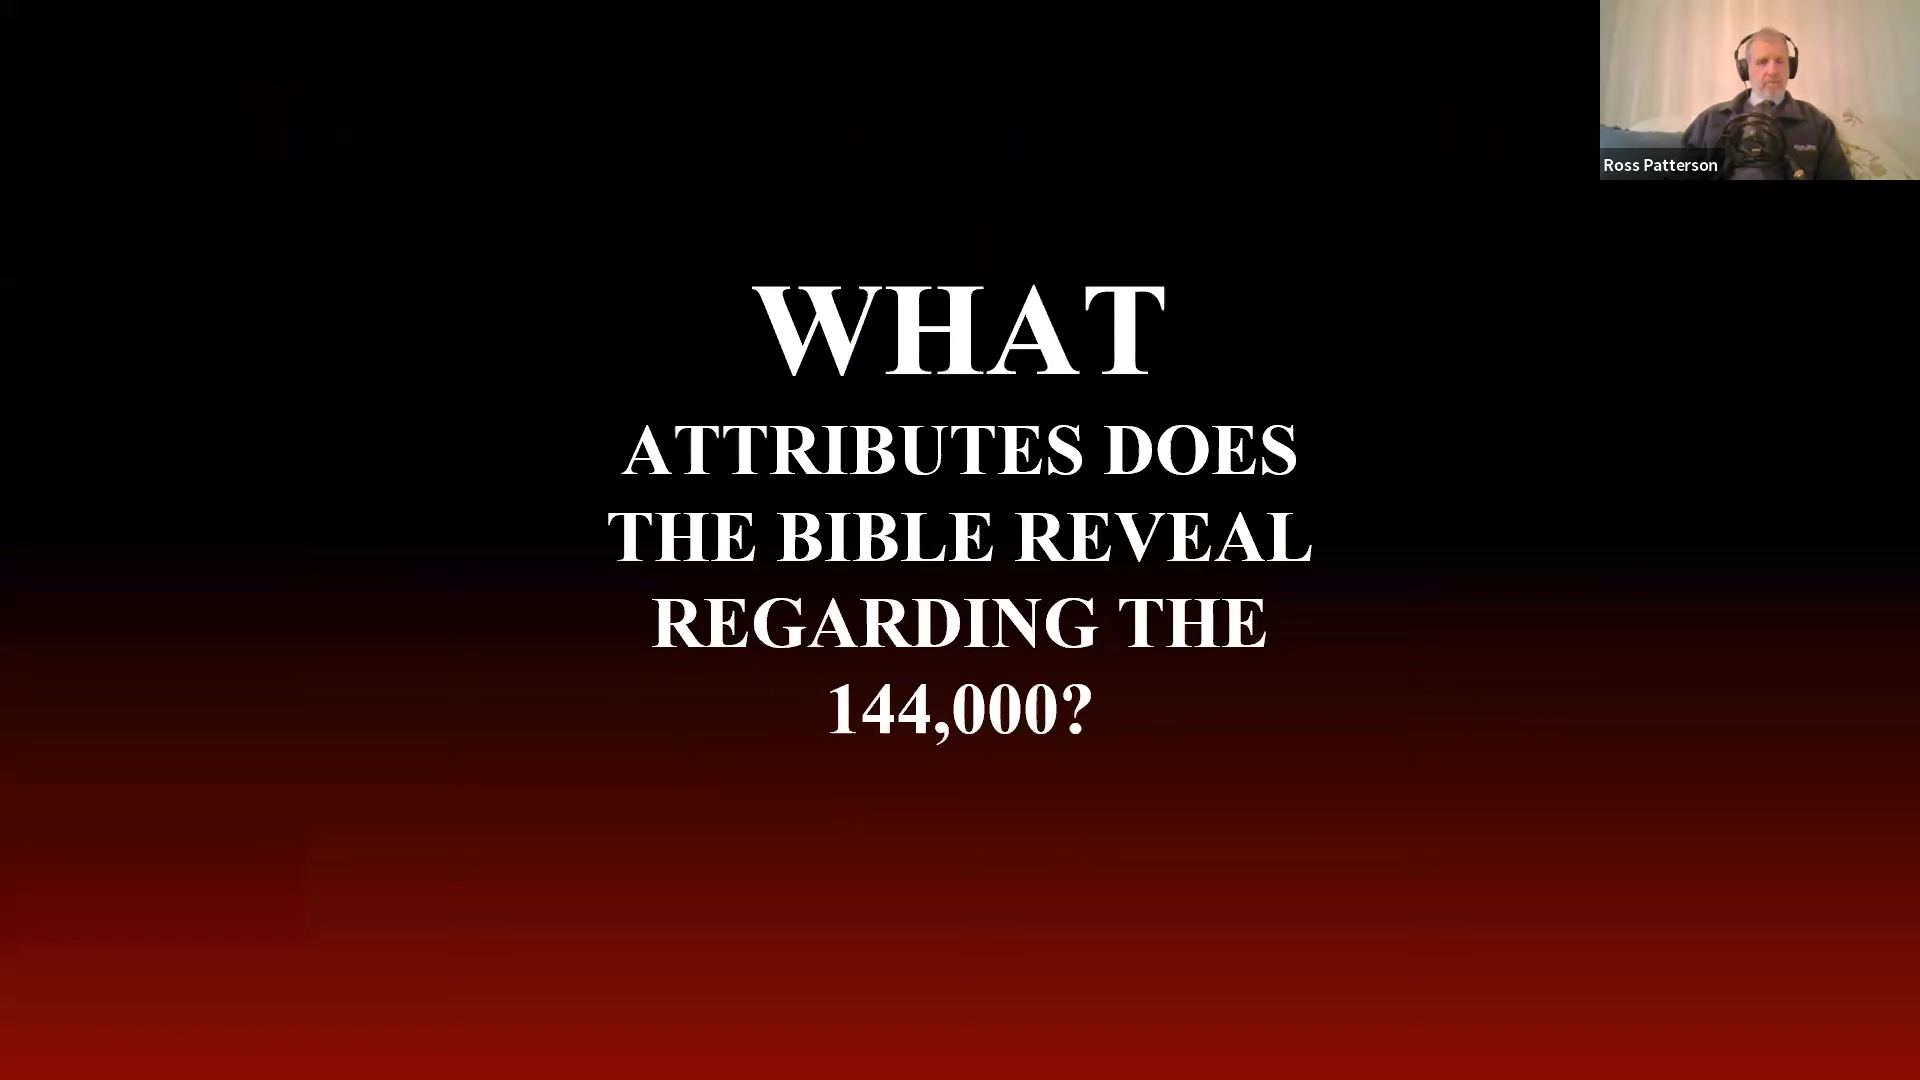 Ross Patterson
WHAT
ATTRIBUTES DOES
THE BIBLE REVEAL
REGARDING THE
144,000?